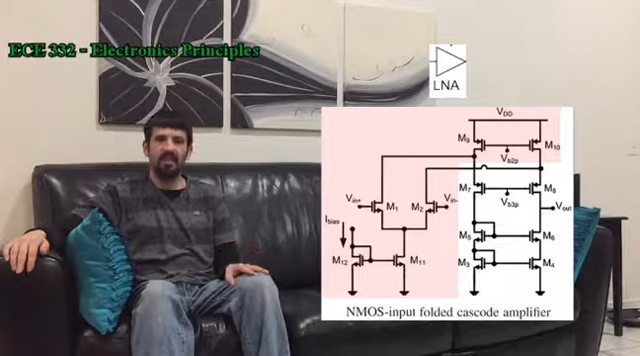 ECE 332 - Electronics Principles
LNA
VDD
M9
M10
Vb2p
M7
M8
Vb3p
Vin+
M1
M2
Vin-
Vout
Ibias
M5
M6
M12
M11
M3
M4
NMOS-input folded cascode amplifier